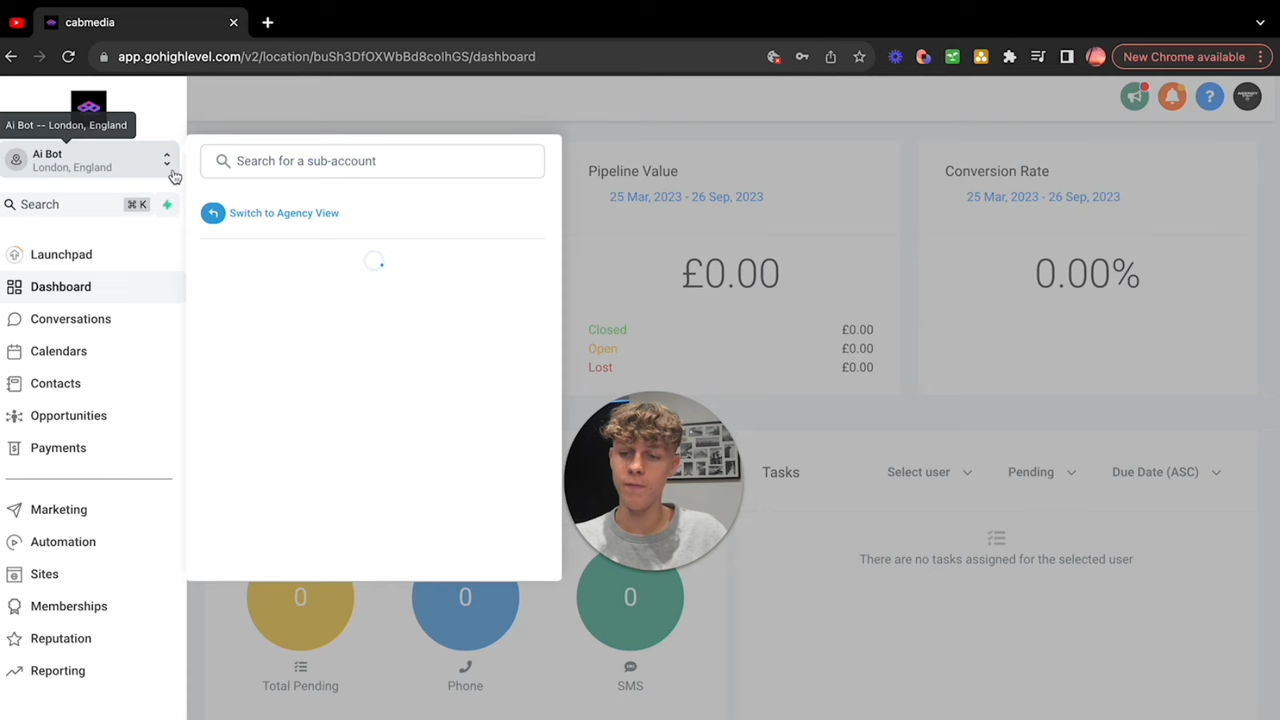 cabmedia
app.gohighlevel.com/v2/location/buSh3DfOXWbBd8coIhGS/dashboard
New Chrome available
Ai Bot -- London, England
Ai Bot
London, England
Search
⌘ K
Launchpad
Dashboard
Conversations
Calendars
Contacts
Opportunities
Payments
Marketing
Automation
Sites
Memberships
Reputation
Reporting
Search for a sub-account
Switch to Agency View
Pipeline Value
25 Mar, 2023 - 26 Sep, 2023
£0.00
Closed £0.00
Open £0.00
Lost £0.00
Conversion Rate
25 Mar, 2023 - 26 Sep, 2023
0.00%
Tasks
Select user
Pending
Due Date (ASC)
There are no tasks assigned for the selected user
0
Total Pending
0
Phone
0
SMS